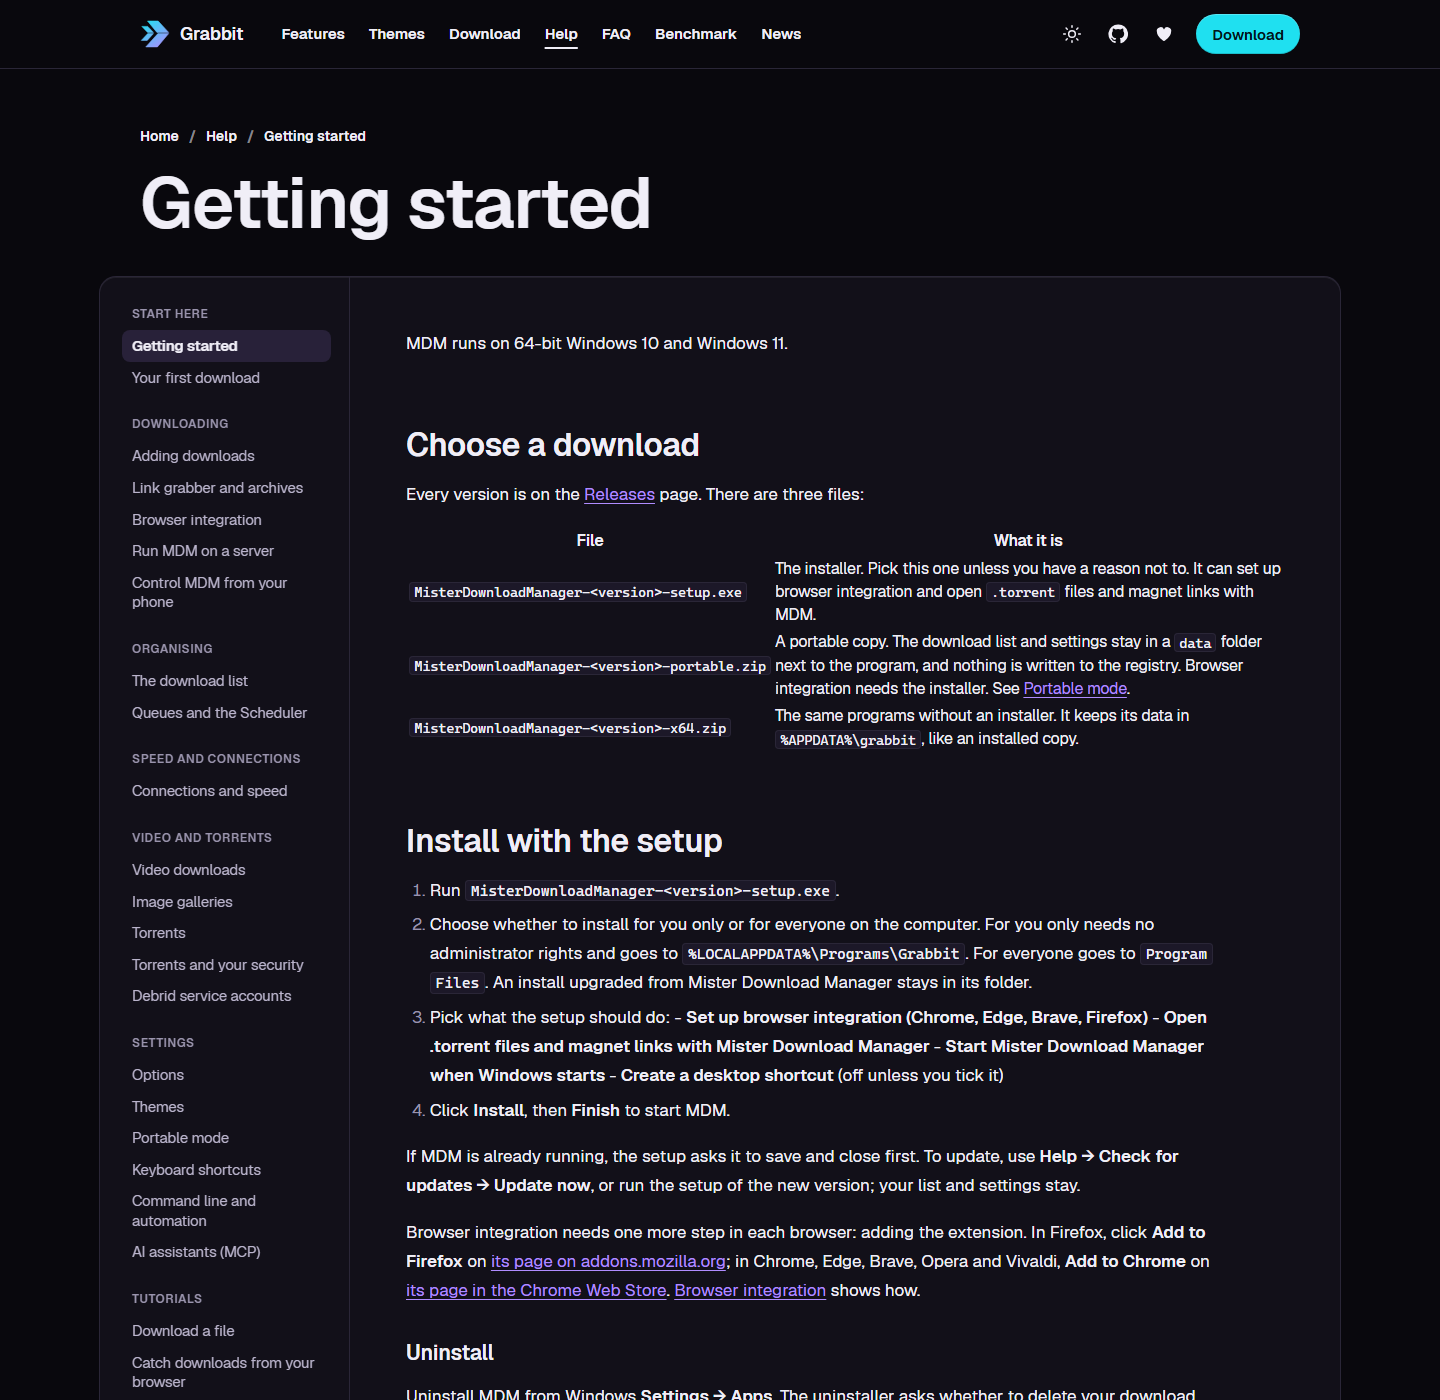 Grabbit
Features
Themes
Download
Help
FAQ
Benchmark
News
Download
Home / Help / Getting started
Getting started
START HERE
Getting started
Your first download
DOWNLOADING
Adding downloads
Link grabber and archives
Browser integration
Run MDM on a server
Control MDM from your
phone
ORGANISING
The download list
Queues and the Scheduler
SPEED AND CONNECTIONS
Connections and speed
VIDEO AND TORRENTS
Video downloads
Image galleries
Torrents
Torrents and your security
Debrid service accounts
SETTINGS
Options
Themes
Portable mode
Keyboard shortcuts
Command line and
automation
AI assistants (MCP)
TUTORIALS
Download a file
Catch downloads from your
browser
MDM runs on 64-bit Windows 10 and Windows 11.
Choose a download
Every version is on the Releases page. There are three files:
File
What it is
MisterDownloadManager-<version>-setup.exe
The installer. Pick this one unless you have a reason not to. It can set up
browser integration and open .torrent files and magnet links with
MDM.
MisterDownloadManager-<version>-portable.zip
A portable copy. The download list and settings stay in a data folder
next to the program, and nothing is written to the registry. Browser
integration needs the installer. See Portable mode.
MisterDownloadManager-<version>-x64.zip
The same programs without an installer. It keeps its data in
%APPDATA%\grabbit, like an installed copy.
Install with the setup
1. Run MisterDownloadManager-<version>-setup.exe.
2. Choose whether to install for you only or for everyone on the computer. For you only needs no
administrator rights and goes to %LOCALAPPDATA%\Programs\Grabbit. For everyone goes to Program
Files. An install upgraded from Mister Download Manager stays in its folder.
3. Pick what the setup should do: - Set up browser integration (Chrome, Edge, Brave, Firefox) - Open
.torrent files and magnet links with Mister Download Manager - Start Mister Download Manager
when Windows starts - Create a desktop shortcut (off unless you tick it)
4. Click Install, then Finish to start MDM.
If MDM is already running, the setup asks it to save and close first. To update, use Help → Check for
updates → Update now, or run the setup of the new version; your list and settings stay.
Browser integration needs one more step in each browser: adding the extension. In Firefox, click Add to
Firefox on its page on addons.mozilla.org; in Chrome, Edge, Brave, Opera and Vivaldi, Add to Chrome on
its page in the Chrome Web Store. Browser integration shows how.
Uninstall
Uninstall MDM from Windows Settings → Apps. The uninstaller asks whether to delete your download